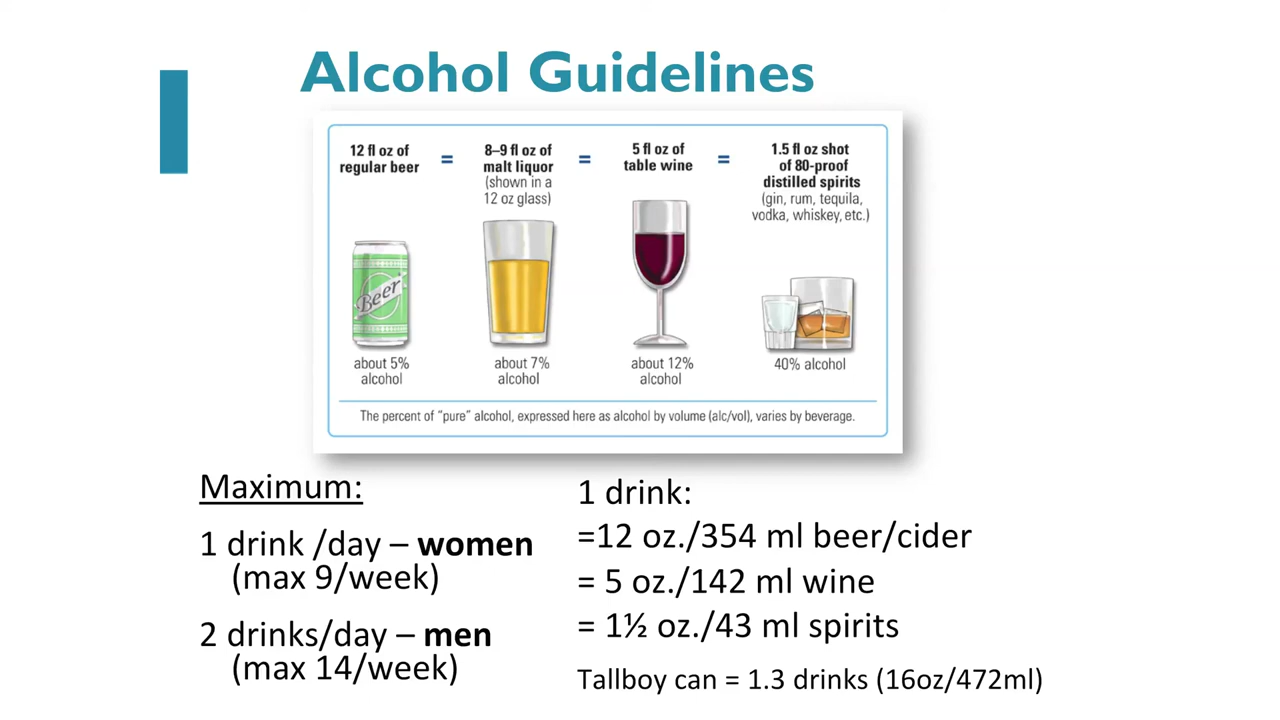 Alcohol Guidelines
12 fl oz of
regular beer
=
8–9 fl oz of
malt liquor
(shown in a
12 oz glass)
=
5 fl oz of
table wine
=
1.5 fl oz shot
of 80-proof
distilled spirits
(gin, rum, tequila,
vodka, whiskey, etc.)
Beer
about 5%
alcohol
about 7%
alcohol
about 12%
alcohol
40% alcohol
The percent of “pure” alcohol, expressed here as alcohol by volume (alc/vol), varies by beverage.
Maximum:
1 drink /day – women
(max 9/week)
2 drinks/day – men
(max 14/week)
1 drink:
=12 oz./354 ml beer/cider
= 5 oz./142 ml wine
= 1½ oz./43 ml spirits
Tallboy can = 1.3 drinks (16oz/472ml)